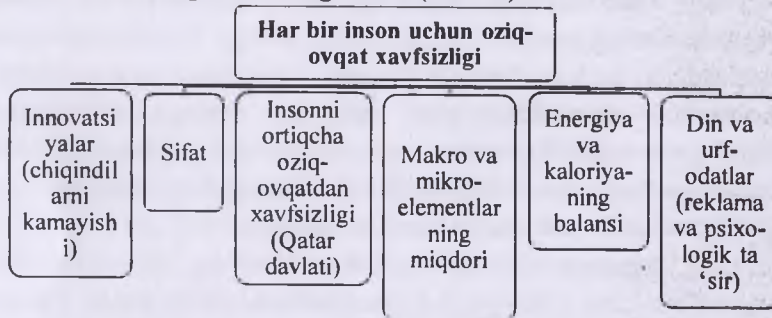 Har bir inson uchun oziq-
ovqat xavfsizligi
Innovatsi
yalar
(chiqindil
arni
kamayish
i)
Sifat
Insonni
ortiqcha
oziq-
ovqatdan
xavfsizligi
(Qatar
davlati)
Makro va
mikro-
elementlar
ning
miqdori
Energiya
va
kaloriya-
ning
balansi
Din va
urf-
odatlar
(reklama
va psixo-
logik ta
‘sir)